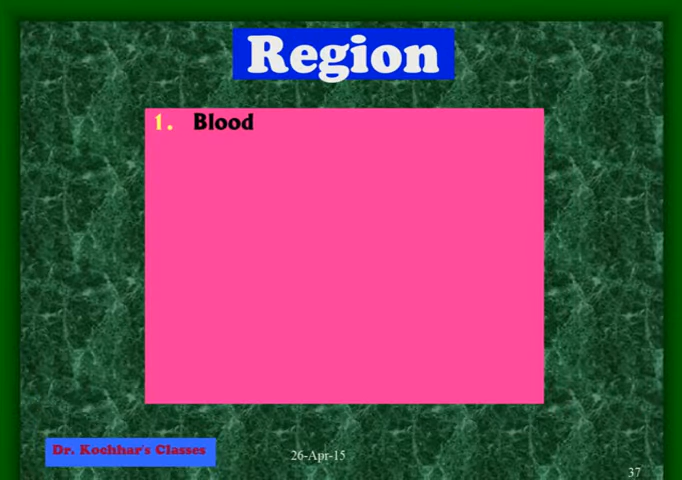 Region
1. Blood
Dr. Kochhar's Classes
26-Apr-15
37